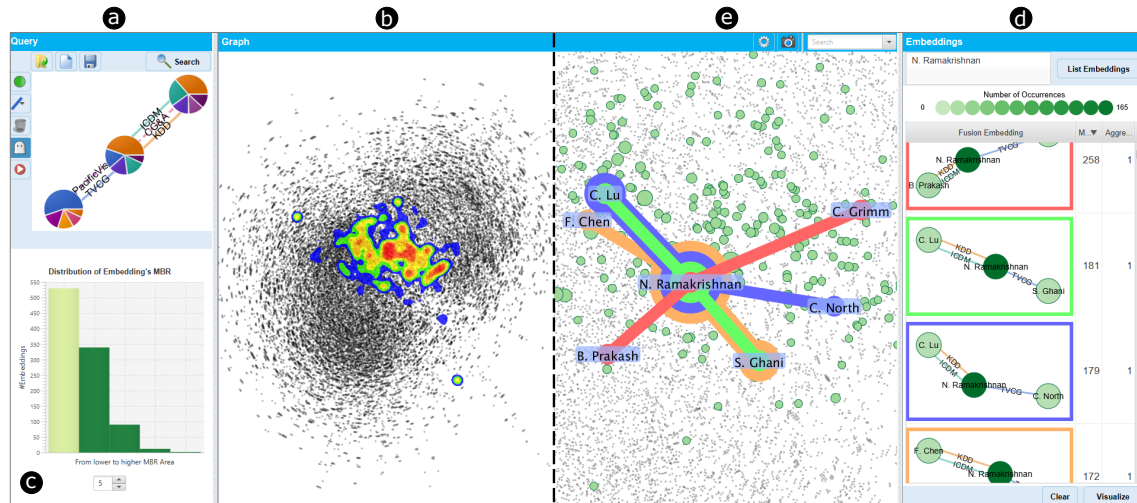 a
b
e
d
Query
Search
ICDM
CG&A
KDD
PacificVis
TVCG
Distribution of Embedding's MBR
#Embeddings
550
500
450
400
350
300
250
200
150
100
50
0
From lower to higher MBR Area
5
c
Graph
Search
C. Lu
F. Chen
C. Grimm
N. Ramakrishnan
C. North
B. Prakash
S. Ghani
Embeddings
N. Ramakrishnan
List Embeddings
Number of Occurrences
0
165
Fusion Embedding
M...
Aggre...
N. Ramakrishnan
TVCG
KDD
ICDM
B. Prakash
258
1
C. Lu
KDD
ICDM
N. Ramakrishnan
TVCG
S. Ghani
181
1
C. Lu
KDD
ICDM
N. Ramakrishnan
TVCG
C. North
179
1
F. Chen
KDD
ICDM
N. Ramakrishnan
TVCG
172
1
Clear
Visualize